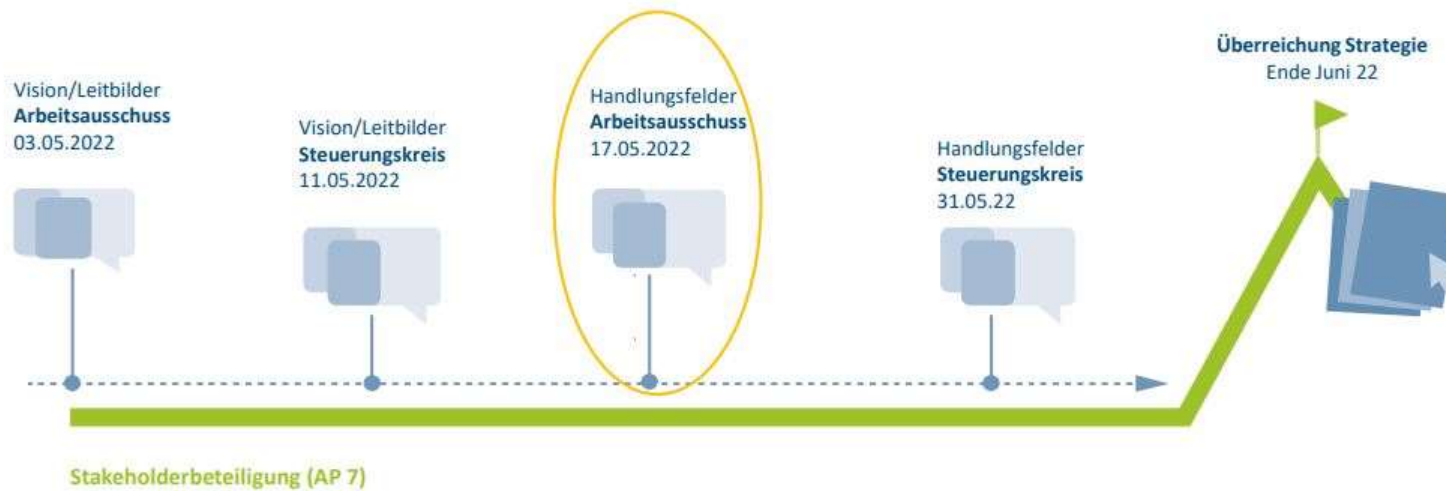 Vision/Leitbilder
Arbeitsausschuss
03.05.2022
Vision/Leitbilder
Steuerungskreis
11.05.2022
Handlungsfelder
Arbeitsausschuss
17.05.2022
Handlungsfelder
Steuerungskreis
31.05.22
Überreichung Strategie
Ende Juni 22
Stakeholderbeteiligung (AP 7)